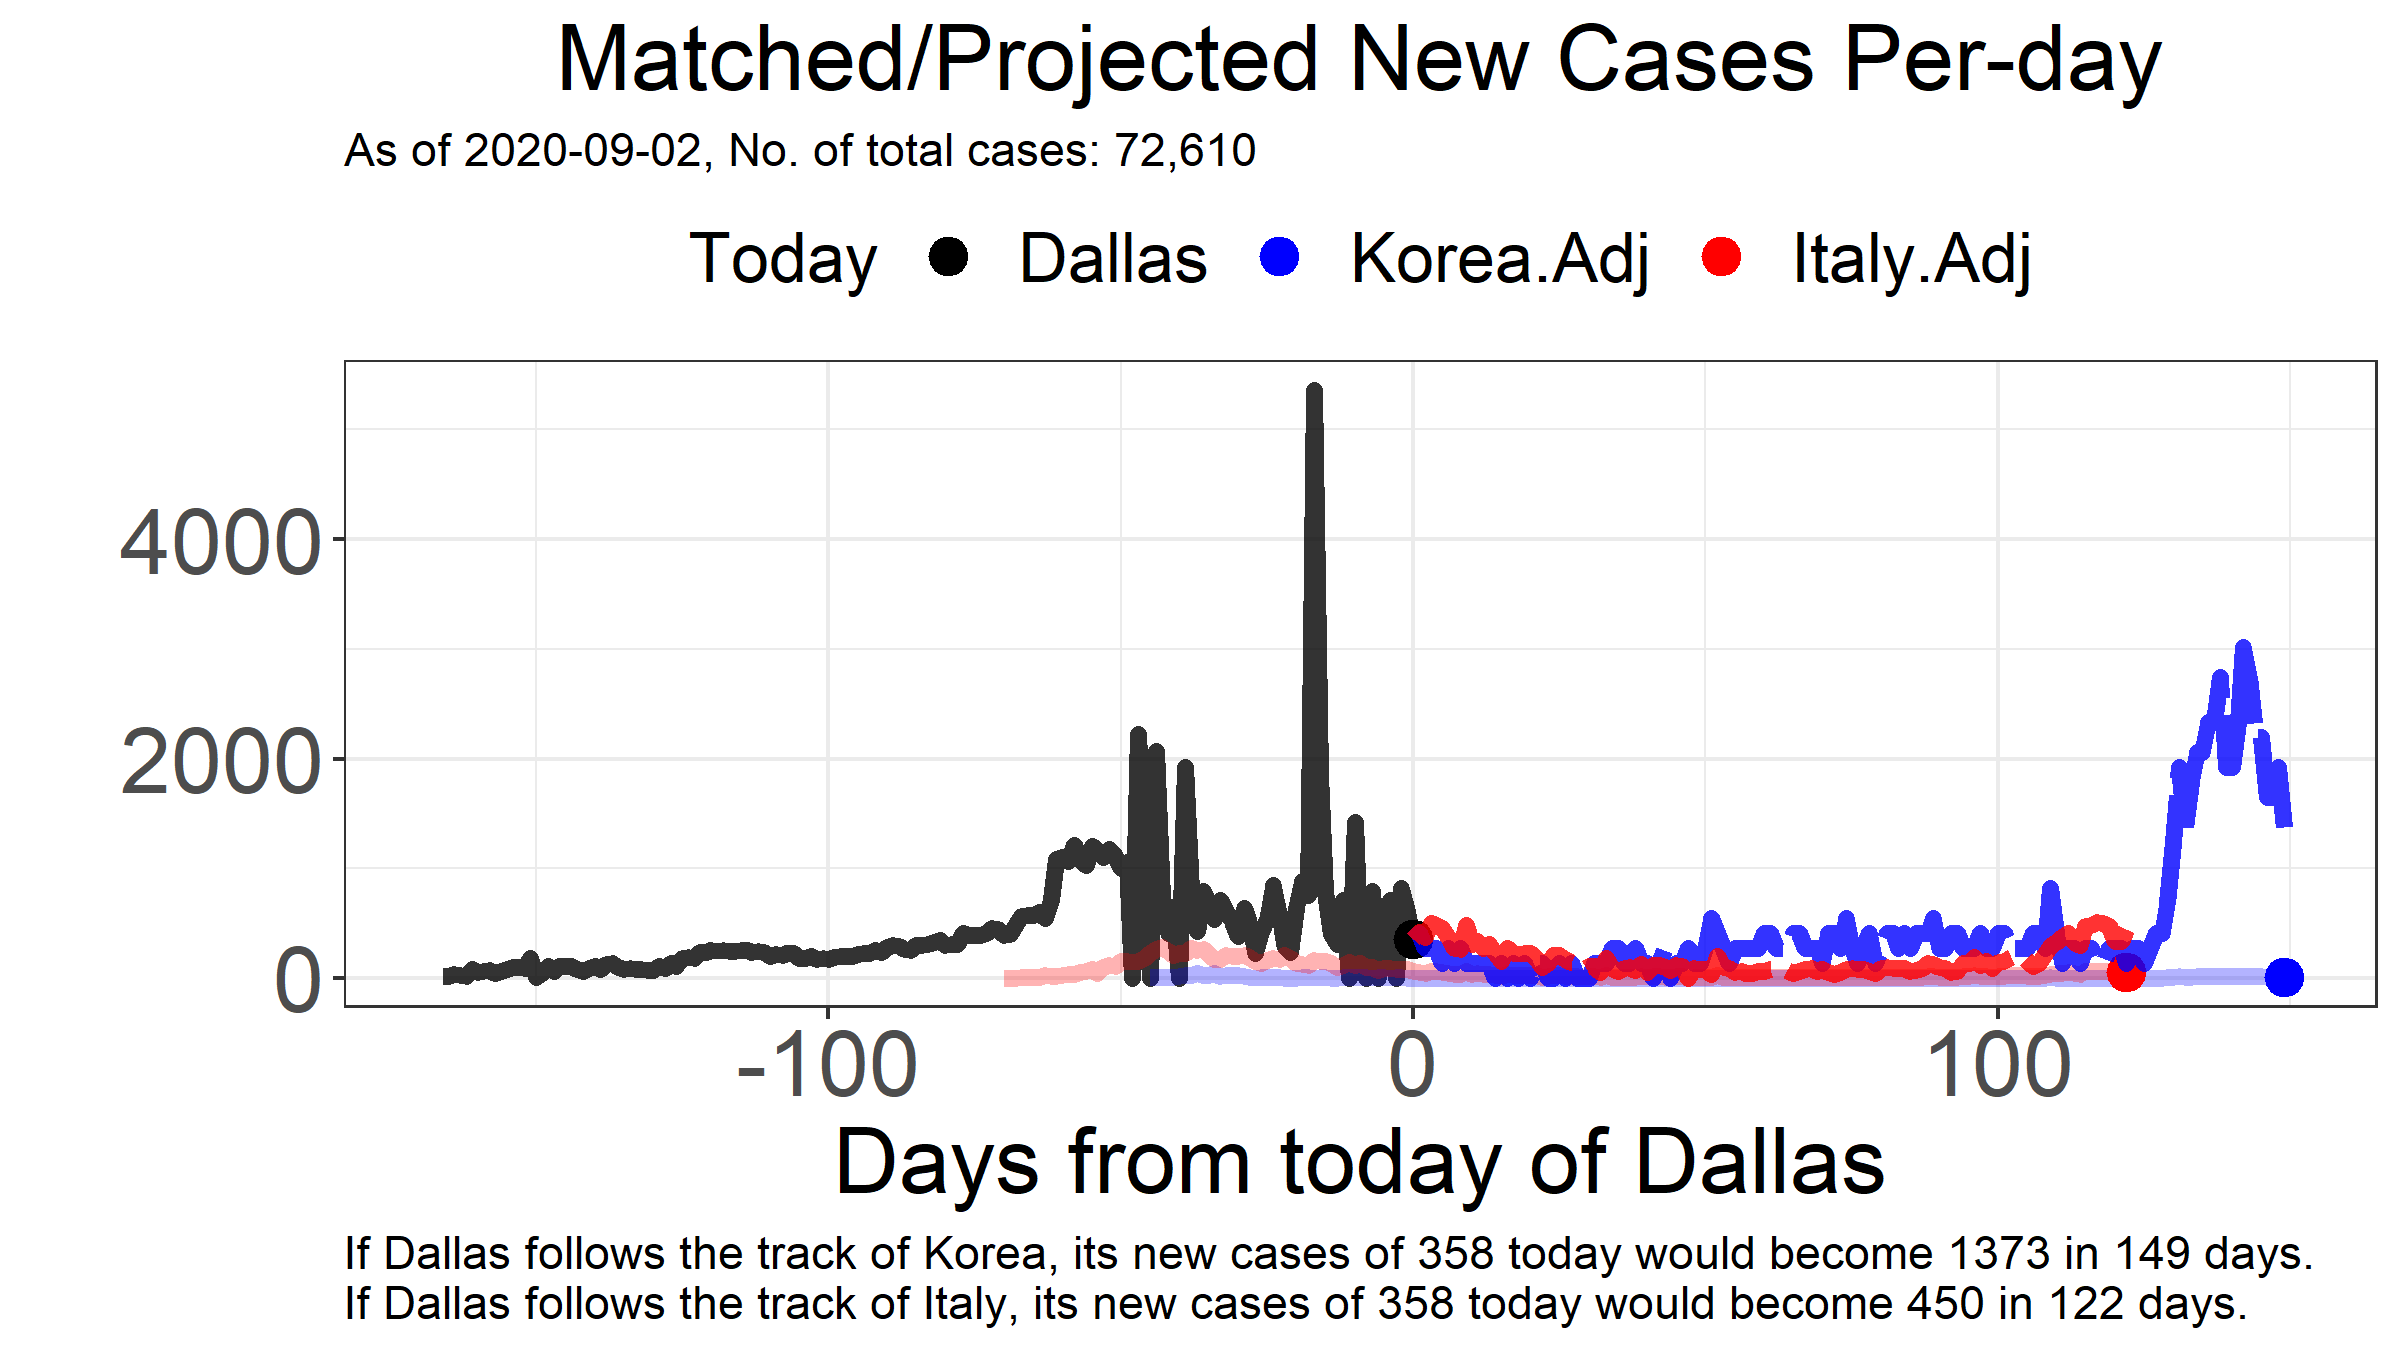 Matched/Projected New Cases Per-day
As of 2020-09-02, No. of total cases: 72,610
Today Dallas Korea.Adj Italy.Adj
4000
2000
0
-100 0 100
Days from today of Dallas
If Dallas follows the track of Korea, its new cases of 358 today would become 1373 in 149 days.
If Dallas follows the track of Italy, its new cases of 358 today would become 450 in 122 days.